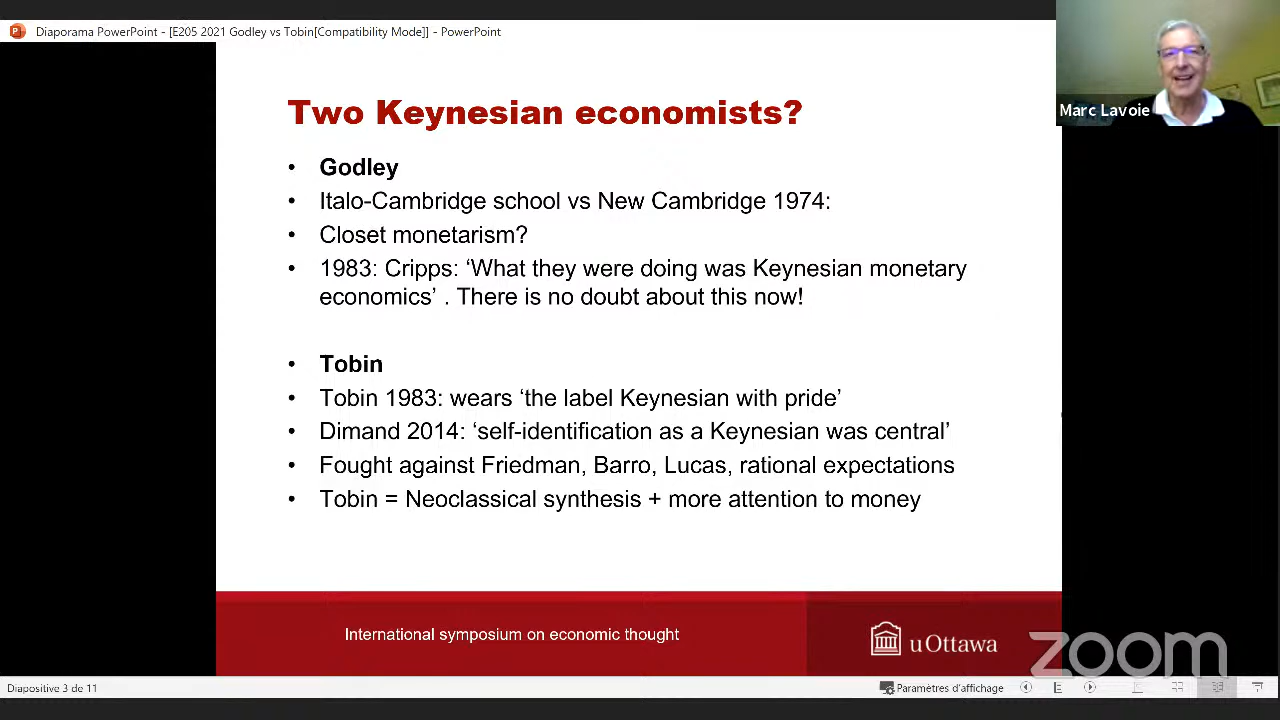 Diaporama PowerPoint - [E205 2021 Godley vs Tobin[Compatibility Mode]] - PowerPoint
Marc Lavoie
Two Keynesian economists?
• Godley
• Italo-Cambridge school vs New Cambridge 1974:
• Closet monetarism?
• 1983: Cripps: ‘What they were doing was Keynesian monetary
economics’ . There is no doubt about this now!
• Tobin
• Tobin 1983: wears ‘the label Keynesian with pride’
• Dimand 2014: ‘self-identification as a Keynesian was central’
• Fought against Friedman, Barro, Lucas, rational expectations
• Tobin = Neoclassical synthesis + more attention to money
International symposium on economic thought
uOttawa
zoom
Diapositive 3 de 11
Paramètres d'affichage